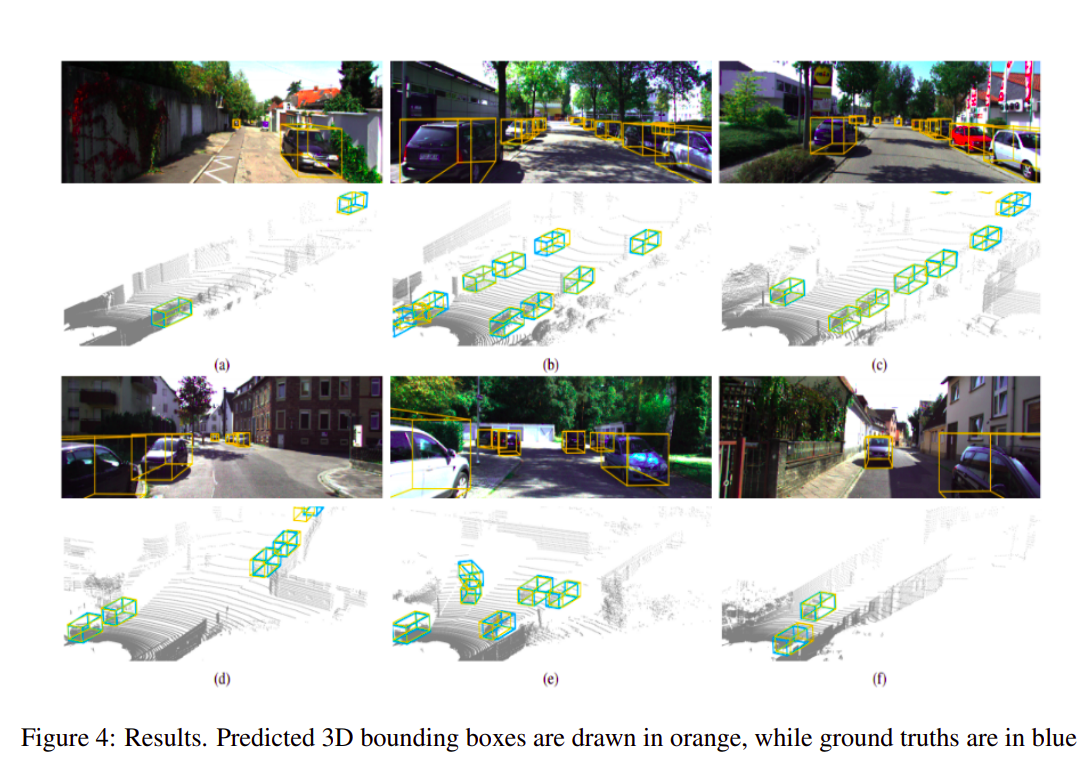 (a)
(b)
(c)
(d)
(e)
(f)
Figure 4: Results. Predicted 3D bounding boxes are drawn in orange, while ground truths are in blue